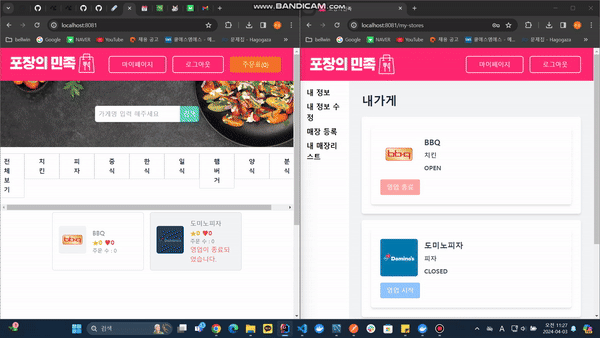 www.BANDICAM.com
localhost:8081
bellwin
Google
NAVER
YouTube
채용 공고
클래스앰에스 - 이...
문제집 - Hagogaza
포장의 민족
마이페이지
로그아웃
주문표(0)
가게명 입력 해주세요
검색
전체보기
치킨
피자
중식
한식
일식
햄버거
양식
분식
BBQ
0 0
주문 수 : 0
도미노피자
0 0
주문 수 : 0
영업이 종료되었습니다
localhost:8081/my-stores
bellwin
Google
NAVER
YouTube
채용 공고
클래스앰에스 - 이...
문제집 - Hagogaza
포장의 민족
마이페이지
로그아웃
내 정보
내 정보 수정
매장 등록
내 매장리스트
내가게
BBQ
치킨
OPEN
영업 종료
Domino's
도미노피자
피자
CLOSED
영업 시작
검색
오전 11:27
2024-04-03